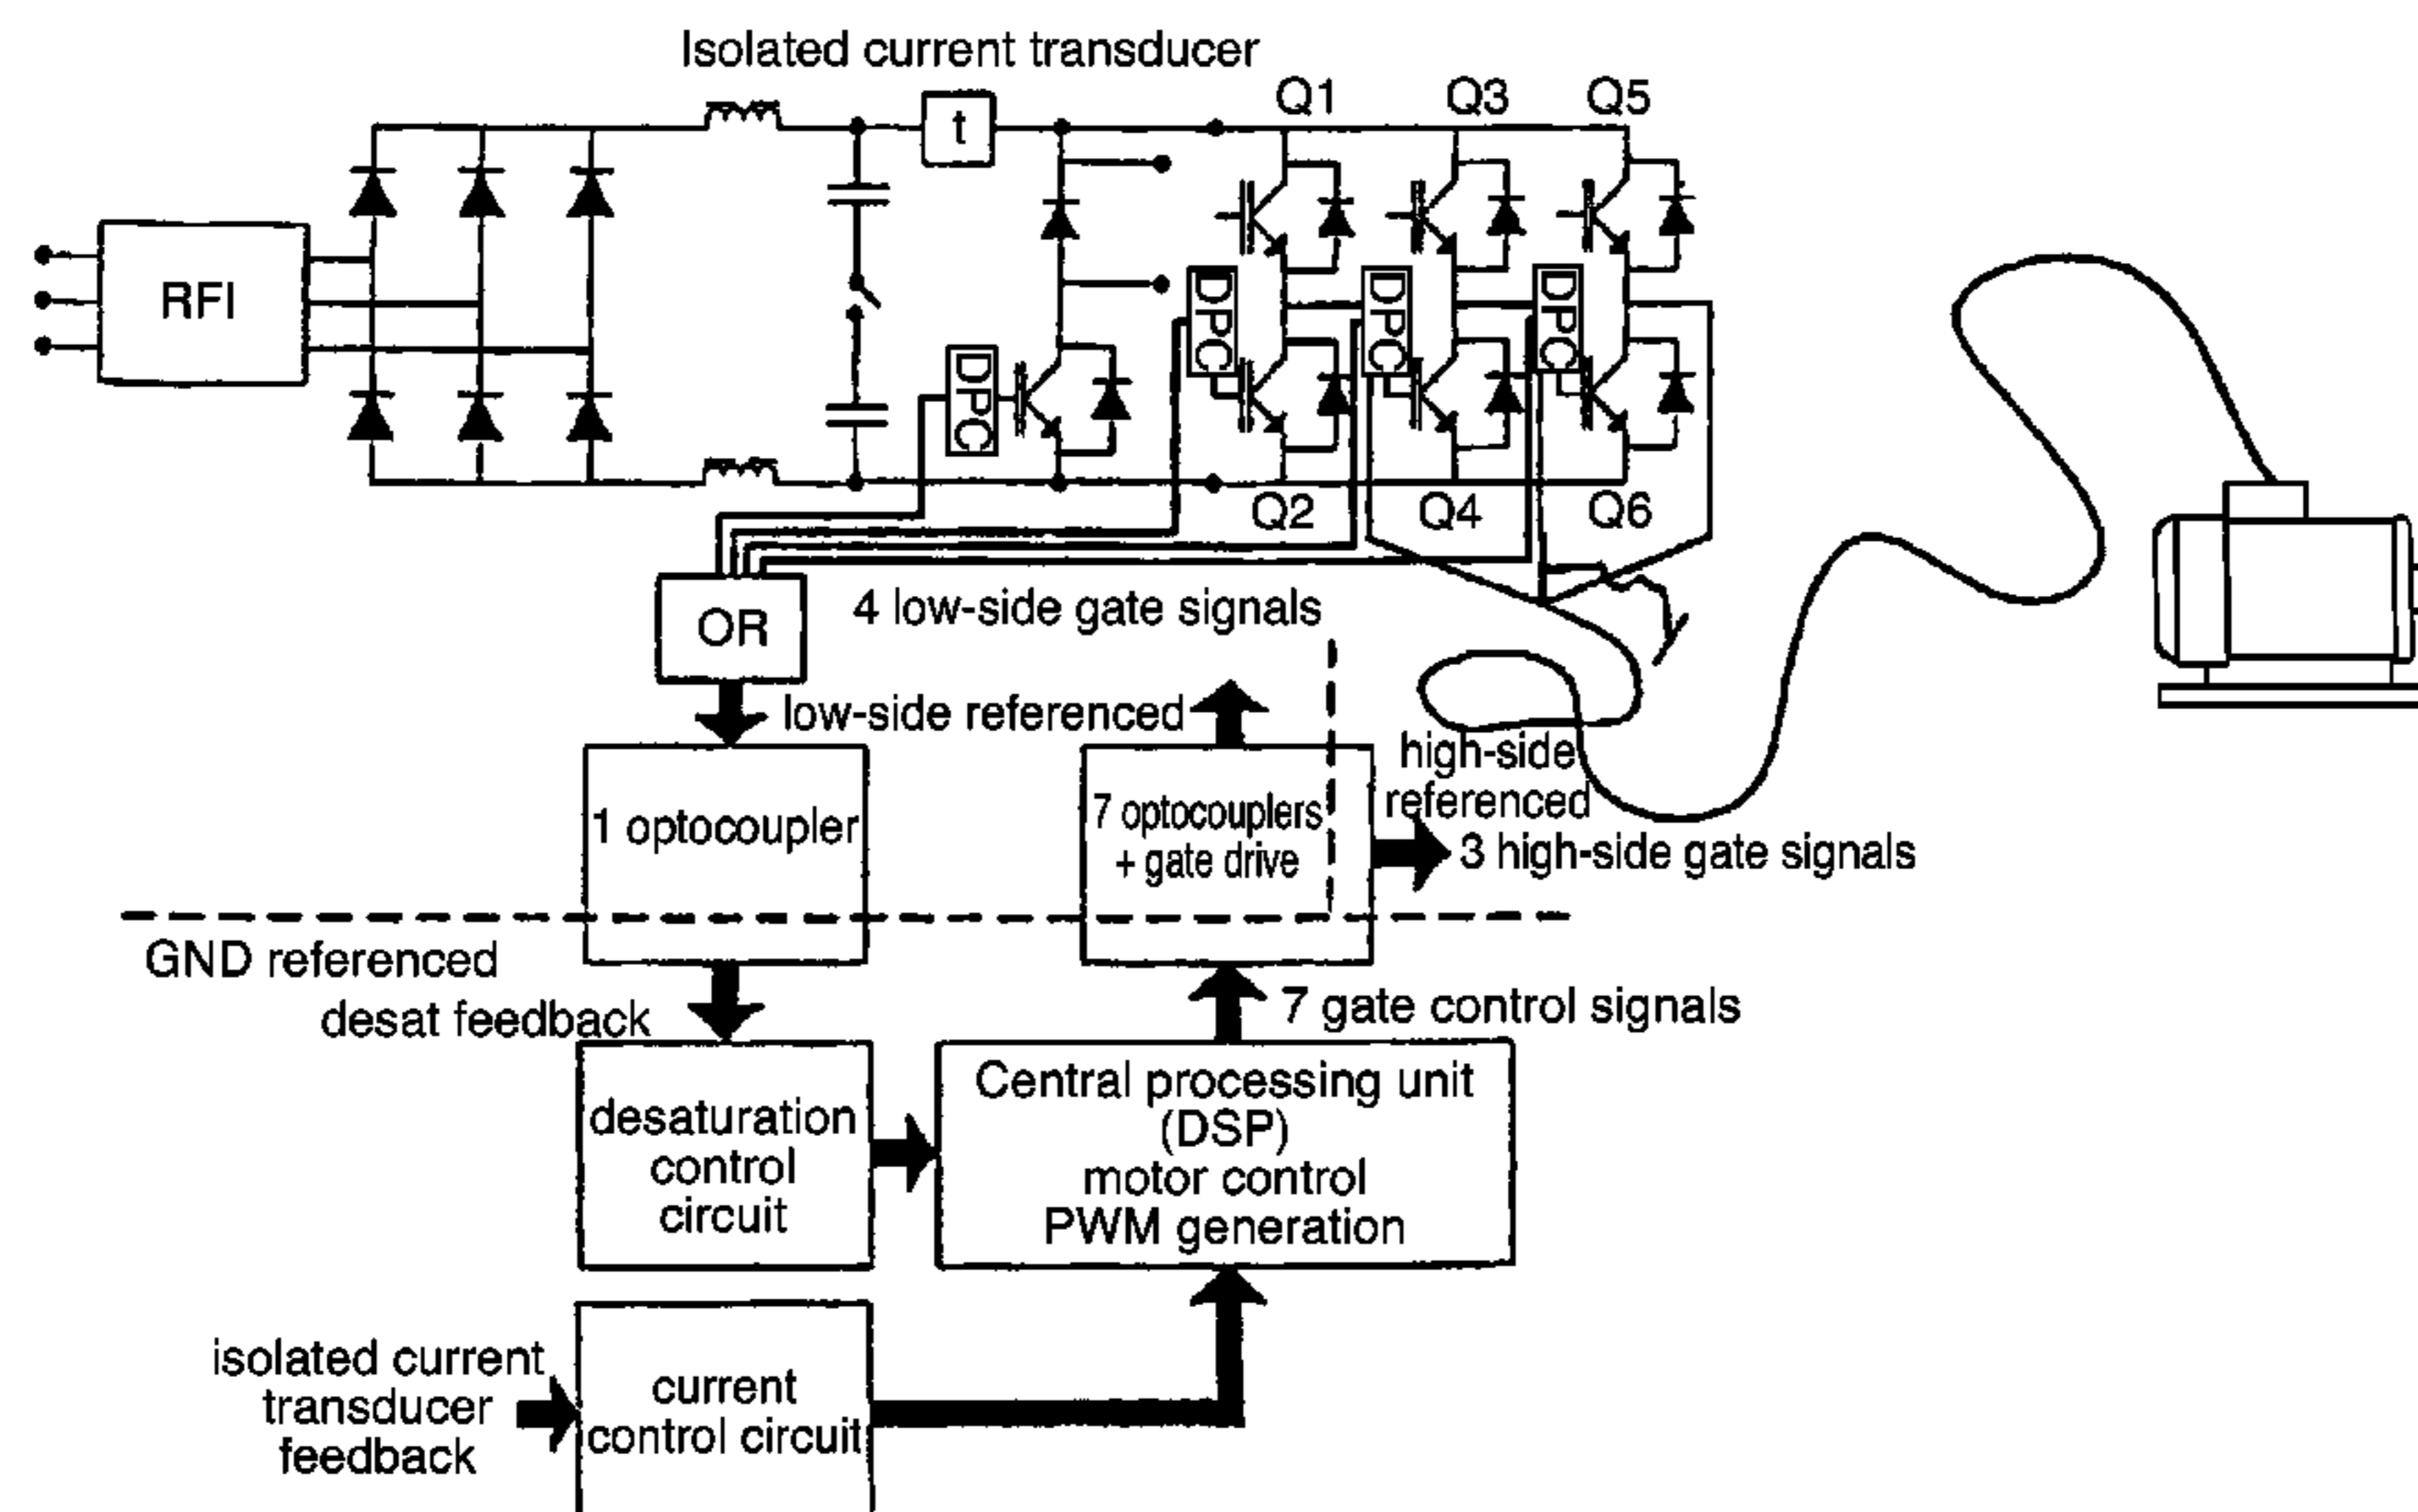 Isolated current transducer
Q1
Q3
Q5
t
RFI
DPC
DPC
DPC
DPC
Q2
Q4
Q6
OR
4 low-side gate signals
low-side referenced
high-side
referenced
1 optocoupler
7 optocouplers
+ gate drive
3 high-side gate signals
GND referenced
desat feedback
7 gate control signals
desaturation
control
circuit
Central processing unit
(DSP)
motor control
PWM generation
isolated current
transducer
feedback
current
control circuit